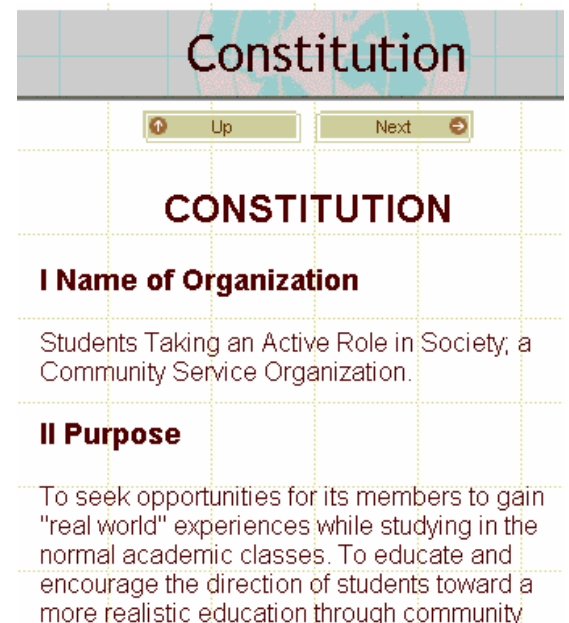 Constitution
Up
Next
CONSTITUTION
I Name of Organization
Students Taking an Active Role in Society; a
Community Service Organization.
II Purpose
To seek opportunities for its members to gain
"real world" experiences while studying in the
normal academic classes. To educate and
encourage the direction of students toward a
more realistic education through community